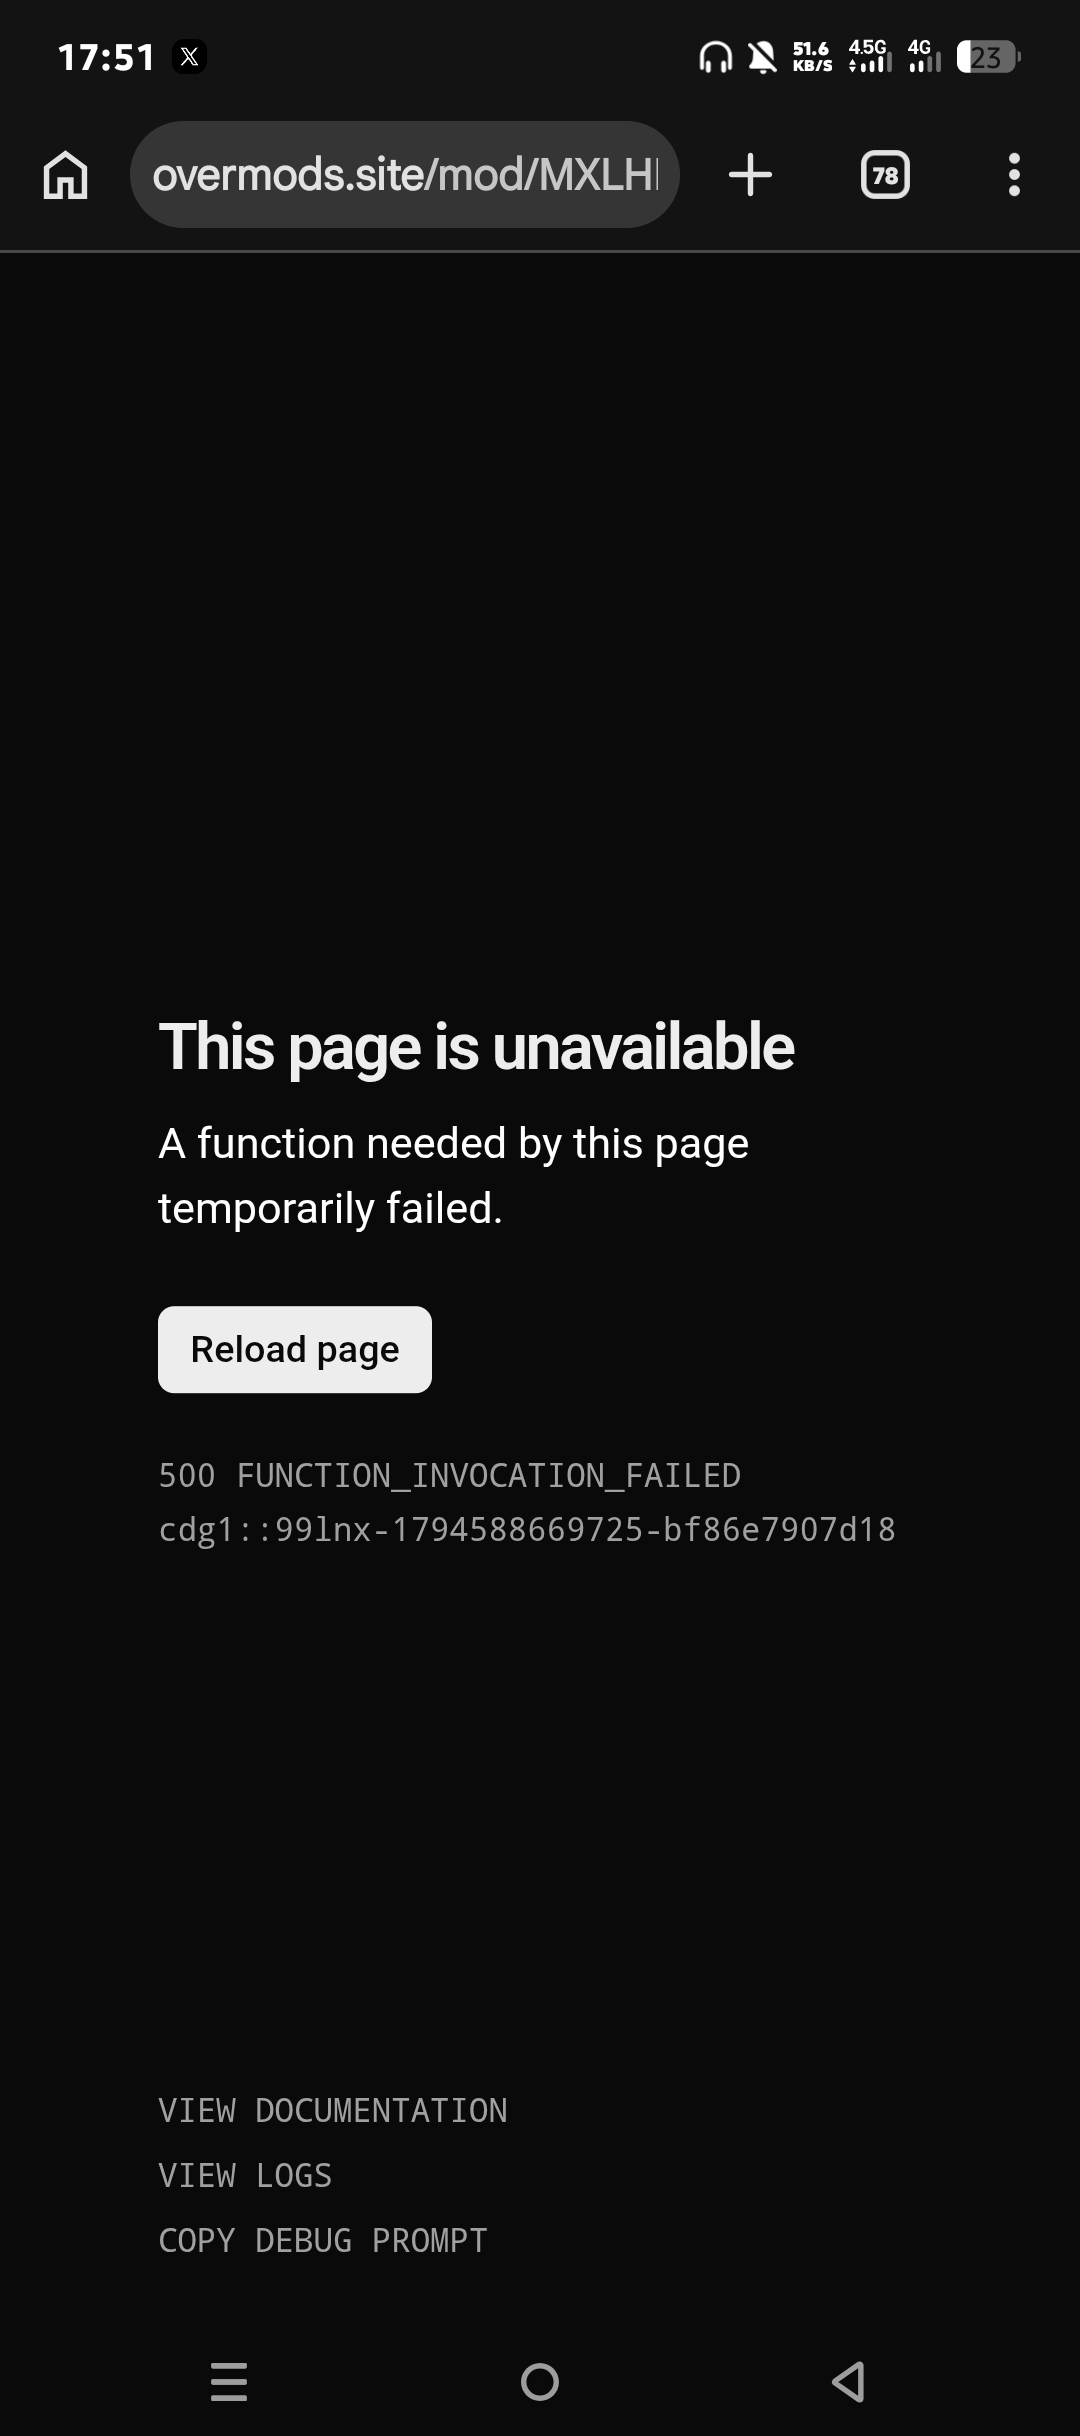 17:51
51.6
KB/S
4.5G
4G
23
overmods.site/mod/MXLH
78
This page is unavailable
A function needed by this page
temporarily failed.
Reload page
500 FUNCTION_INVOCATION_FAILED
cdg1::99lnx-1794588669725-bf86e7907d18
VIEW DOCUMENTATION
VIEW LOGS
COPY DEBUG PROMPT